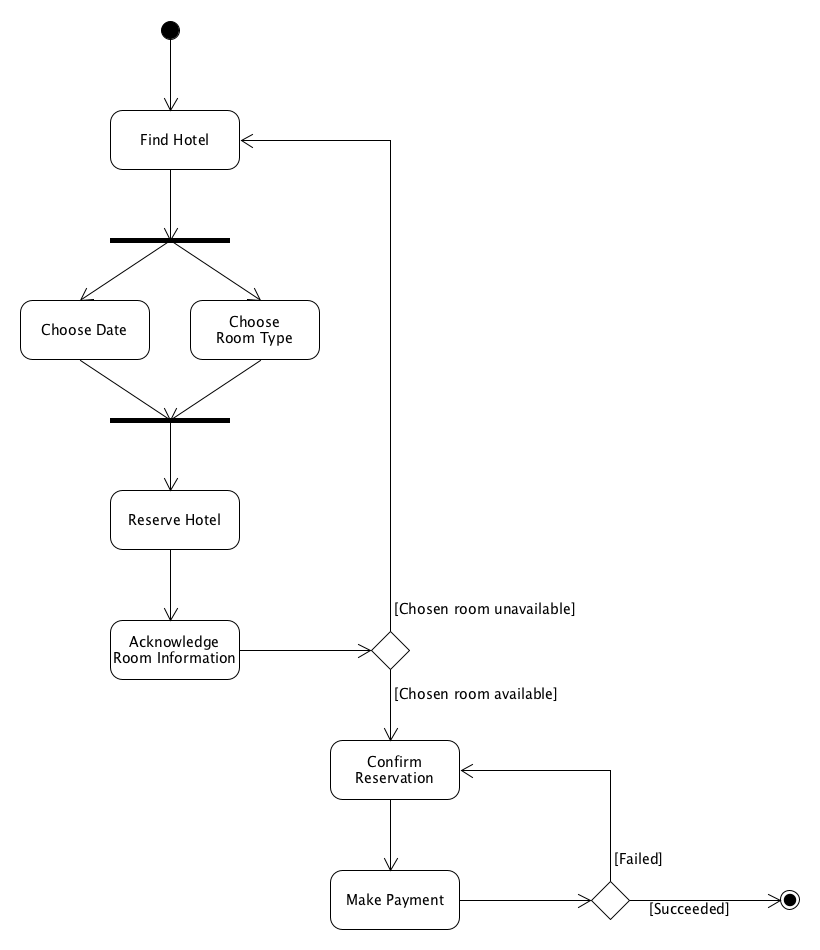 Find Hotel
Choose Date
Choose
Room Type
Reserve Hotel
[Chosen room unavailable]
Acknowledge
Room Information
[Chosen room available]
Confirm
Reservation
[Failed]
Make Payment
[Succeeded]